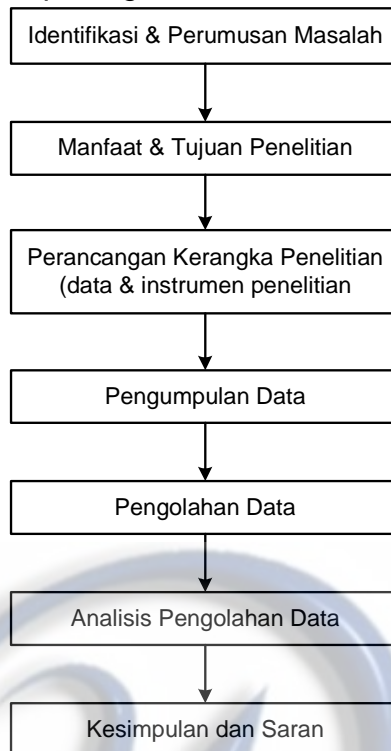 Identifikasi & Perumusan Masalah
Manfaat & Tujuan Penelitian
Perancangan Kerangka Penelitian
(data & instrumen penelitian
Pengumpulan Data
Pengolahan Data
Analisis Pengolahan Data
Kesimpulan dan Saran